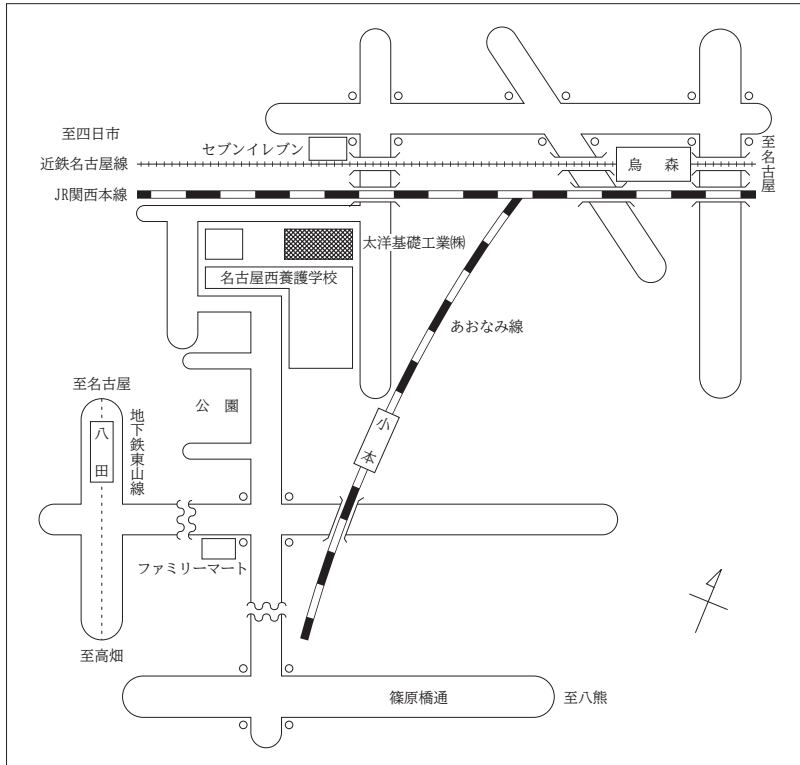 至四日市
セブンイレブン
近鉄名古屋線
烏森
至名古屋
JR関西本線
太洋基礎工業㈱
名古屋西養護学校
あおなみ線
至名古屋
公園
小本
八田
地下鉄東山線
ファミリーマート
至高畑
篠原橋通
至八熊